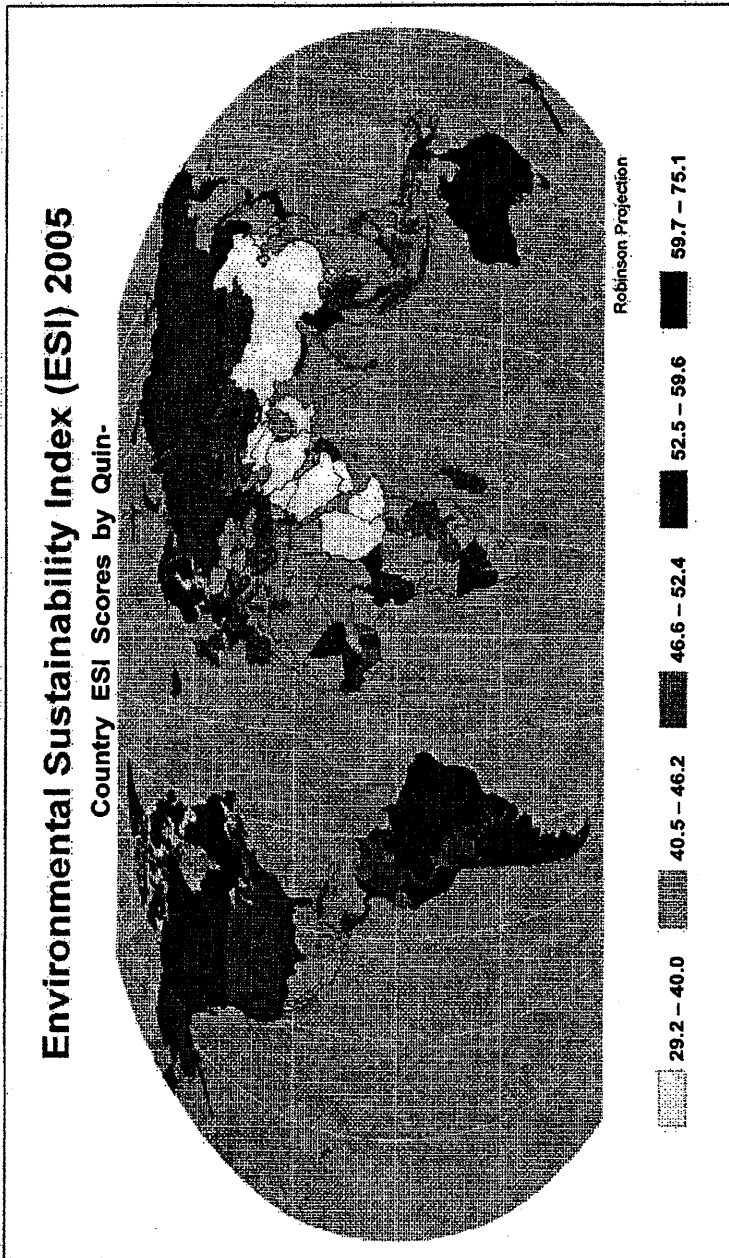 Environmental Sustainability Index (ESI) 2005
Country ESI Scores by Quin-
Robinson Projection
29.2 – 40.0
40.5 – 46.2
46.6 – 52.4
52.5 – 59.6
59.7 – 75.1